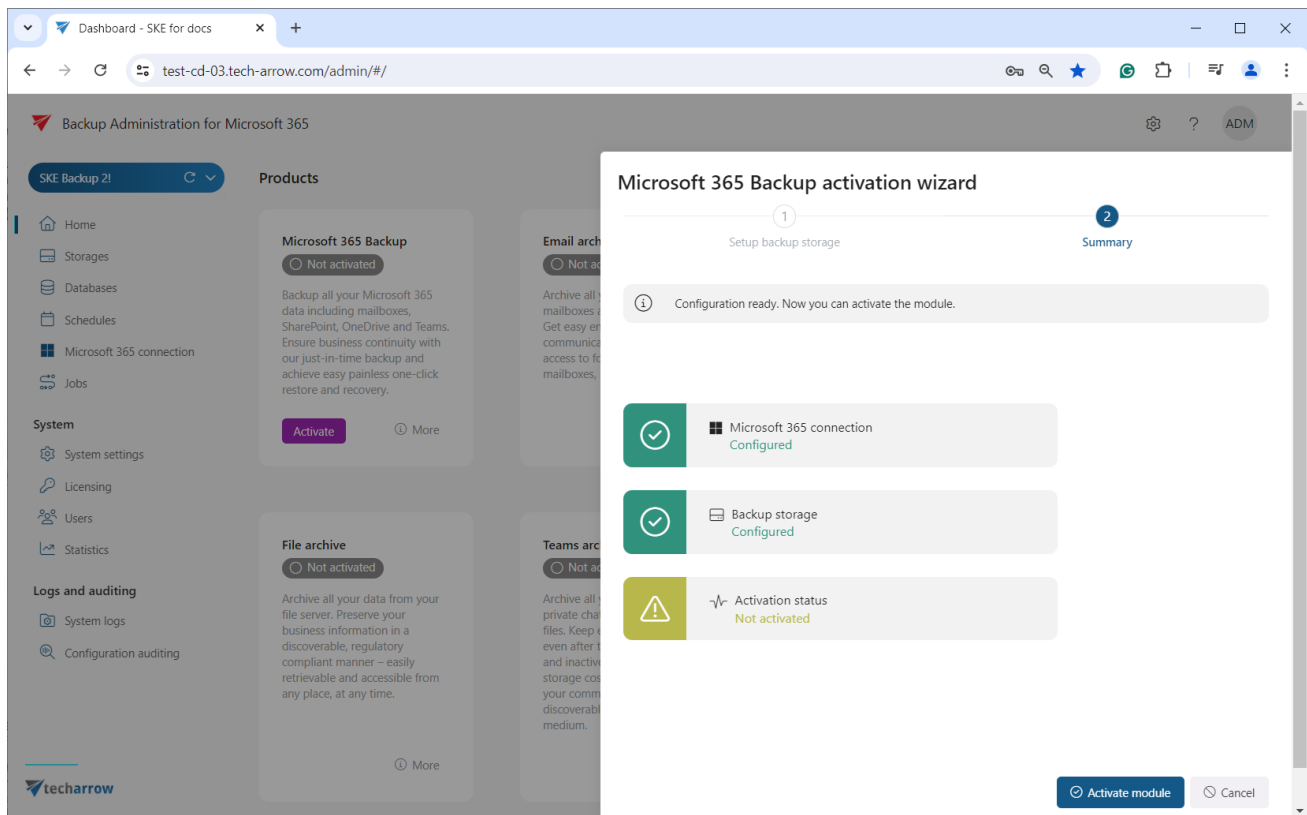 Dashboard - SKE for docs
test-cd-03.tech-arrow.com/admin/#/
Backup Administration for Microsoft 365
ADM
SKE Backup 2!
Home
Storages
Databases
Schedules
Microsoft 365 connection
Jobs
System
System settings
Licensing
Users
Statistics
Logs and auditing
System logs
Configuration auditing
techarrow
Products
Microsoft 365 Backup
Not activated
Backup all your Microsoft 365
data including mailboxes,
SharePoint, OneDrive and Teams.
Ensure business continuity with
our just-in-time backup and
achieve easy painless one-click
restore and recovery.
Activate
More
Email arch
Not ac
Archive all
mailboxes
Get easy en
communica
access to fo
mailboxes,
File archive
Not activated
Archive all your data from your
file server. Preserve your
business information in a
discoverable, regulatory
compliant manner – easily
retrievable and accessible from
any place, at any time.
More
Teams arc
Not ac
Archive all
private chat
files. Keep
even after t
and inactive
storage cos
your comm
discoverabl
medium.
Microsoft 365 Backup activation wizard
1
2
Setup backup storage
Summary
Configuration ready. Now you can activate the module.
Microsoft 365 connection
Configured
Backup storage
Configured
Activation status
Not activated
Activate module
Cancel